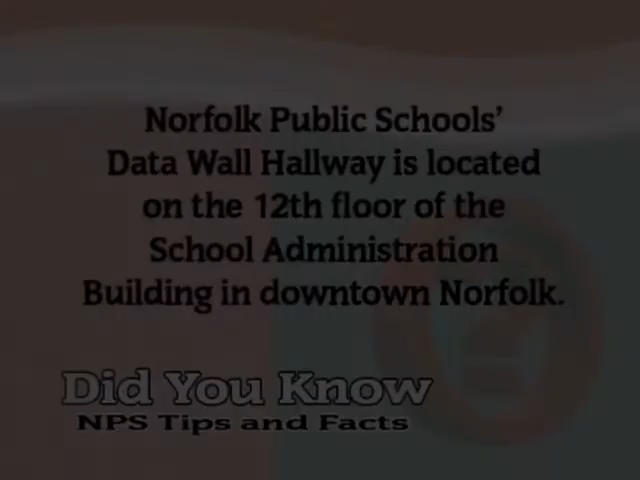 Norfolk Public Schools’
Data Wall Hallway is located
on the 12th floor of the
School Administration
Building in downtown Norfolk.
Did You Know
NPS Tips and Facts